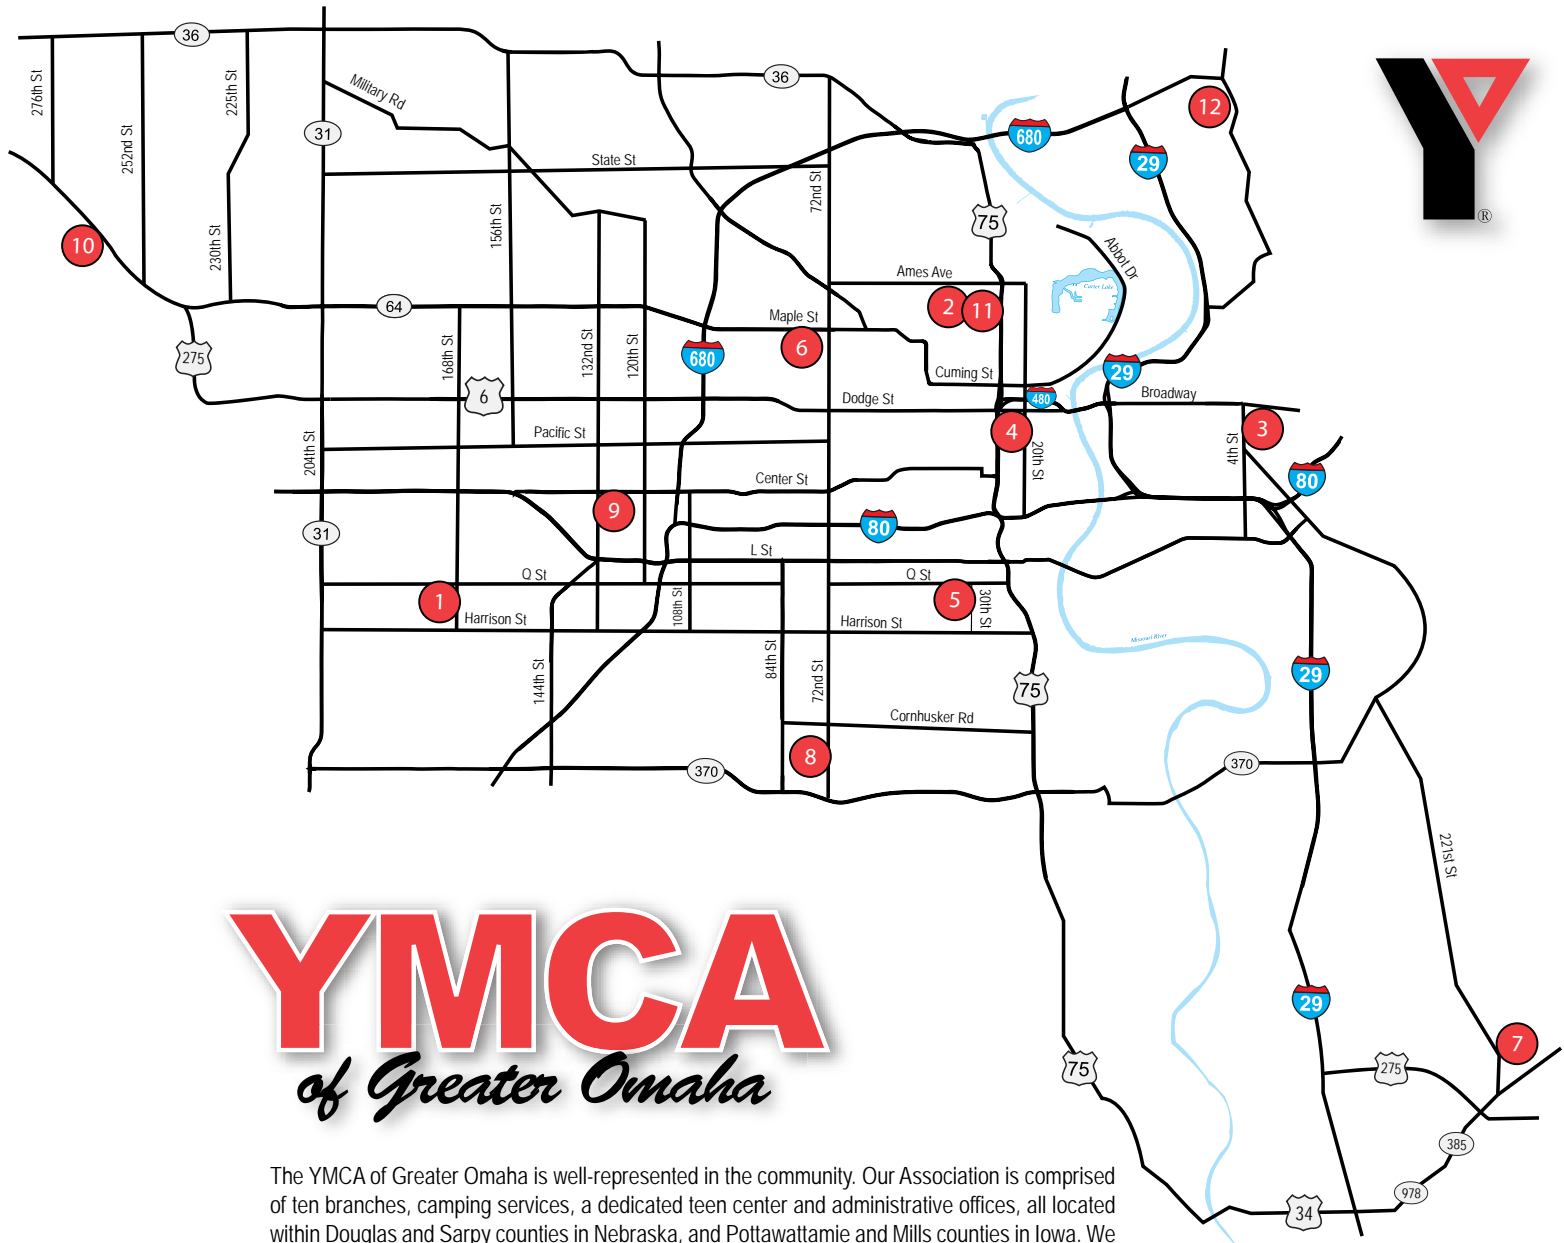 36
276th St
252nd St
225th St
230th St
31
Military Rd
36
680
12
29
®
State St
72nd St
156th St
75
10
Abbot Dr
Ames Ave
Carter Lake
2
11
64
Maple St
6
275
168th St
132nd St
120th St
680
6
Cuming St
29
480
Broadway
Dodge St
4
3
Pacific St
204th St
20th St
4th St
Center St
80
9
80
31
L St
Q St
Q St
1
5
108th St
30th St
Harrison St
Harrison St
Missouri River
144th St
84th St
72nd St
75
29
Cornhusker Rd
8
370
370
221st St
YMCA
of Greater Omaha
29
7
75
275
385
978
34
The YMCA of Greater Omaha is well-represented in the community. Our Association is comprised
of ten branches, camping services, a dedicated teen center and administrative offices, all located
within Douglas and Sarpy counties in Nebraska, and Pottawattamie and Mills counties in Iowa. We